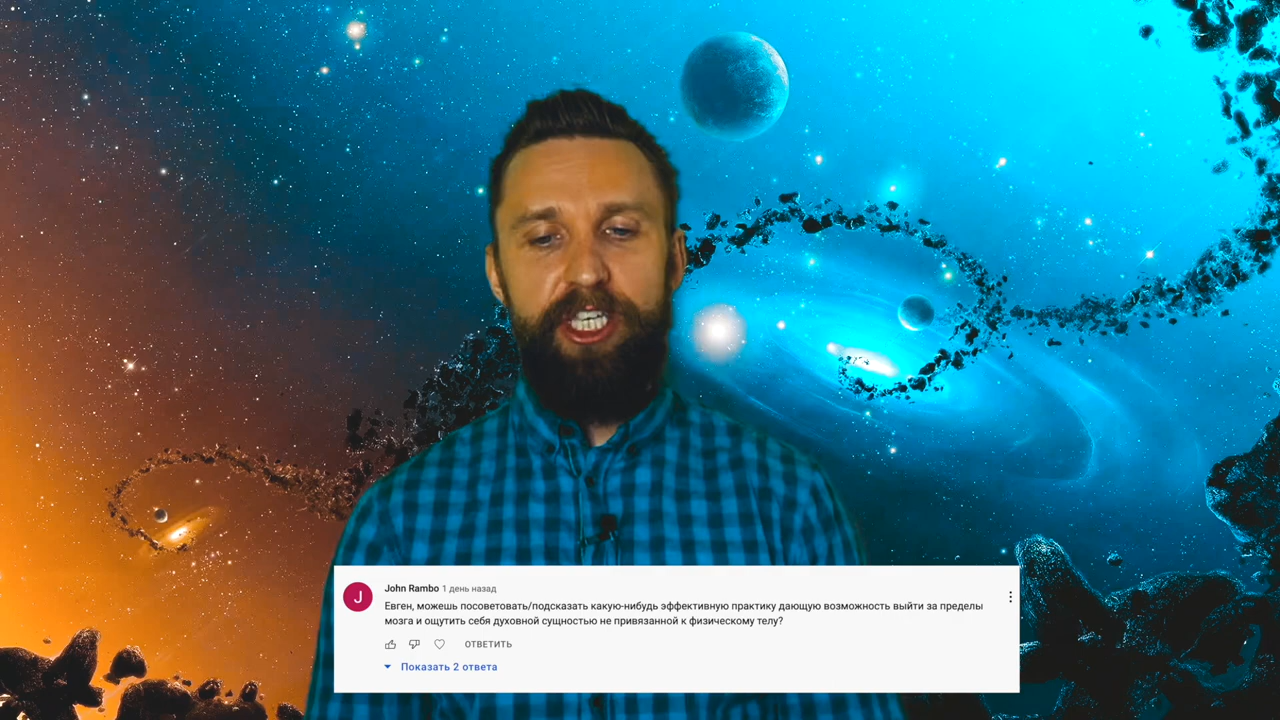 J
John Rambo 1 день назад
Евген, можешь посоветовать/подсказать какую-нибудь эффективную практику дающую возможность выйти за пределы
мозга и ощутить себя духовной сущностью не привязанной к физическому телу?
ОТВЕТИТЬ
Показать 2 ответа